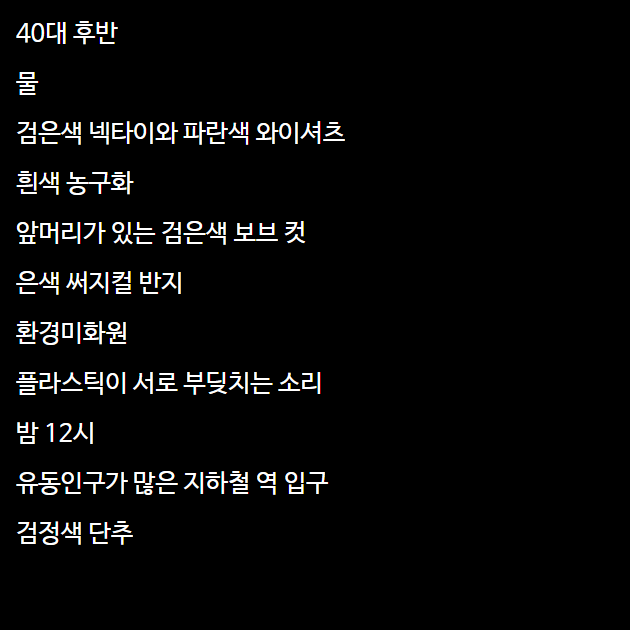 40대 후반
물
검은색 넥타이와 파란색 와이셔츠
흰색 농구화
앞머리가 있는 검은색 보브 컷
은색 써지컬 반지
환경미화원
플라스틱이 서로 부딪치는 소리
밤 12시
유동인구가 많은 지하철 역 입구
검정색 단추